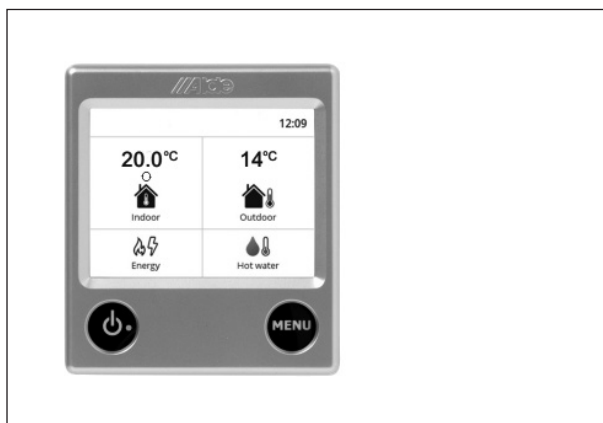 Alde
12:09
20.0°C
14°C
Indoor
Outdoor
Energy
Hot water
MENU